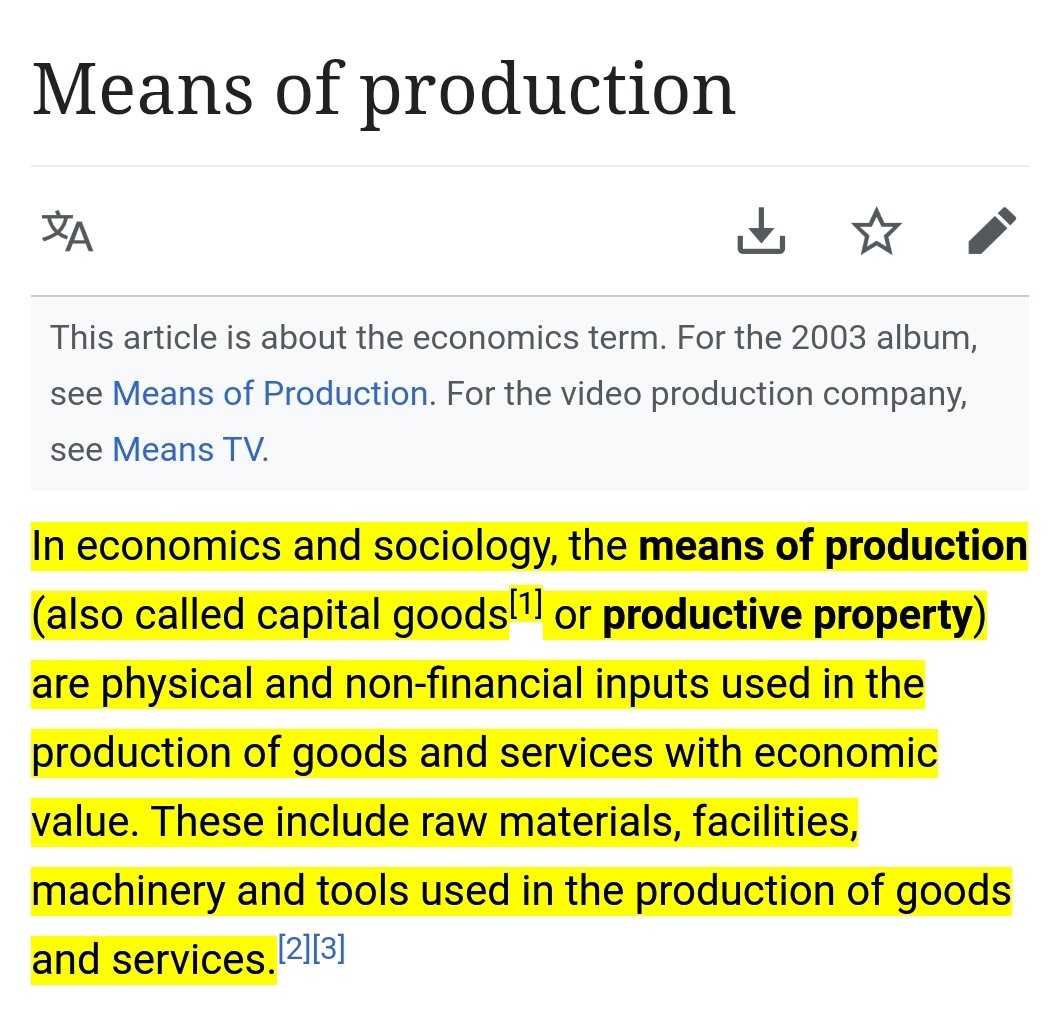 Means of production
文A
This article is about the economics term. For the 2003 album,
see Means of Production. For the video production company,
see Means TV.
In economics and sociology, the means of production
(also called capital goods[1] or productive property)
are physical and non-financial inputs used in the
production of goods and services with economic
value. These include raw materials, facilities,
machinery and tools used in the production of goods
and services.[2][3]